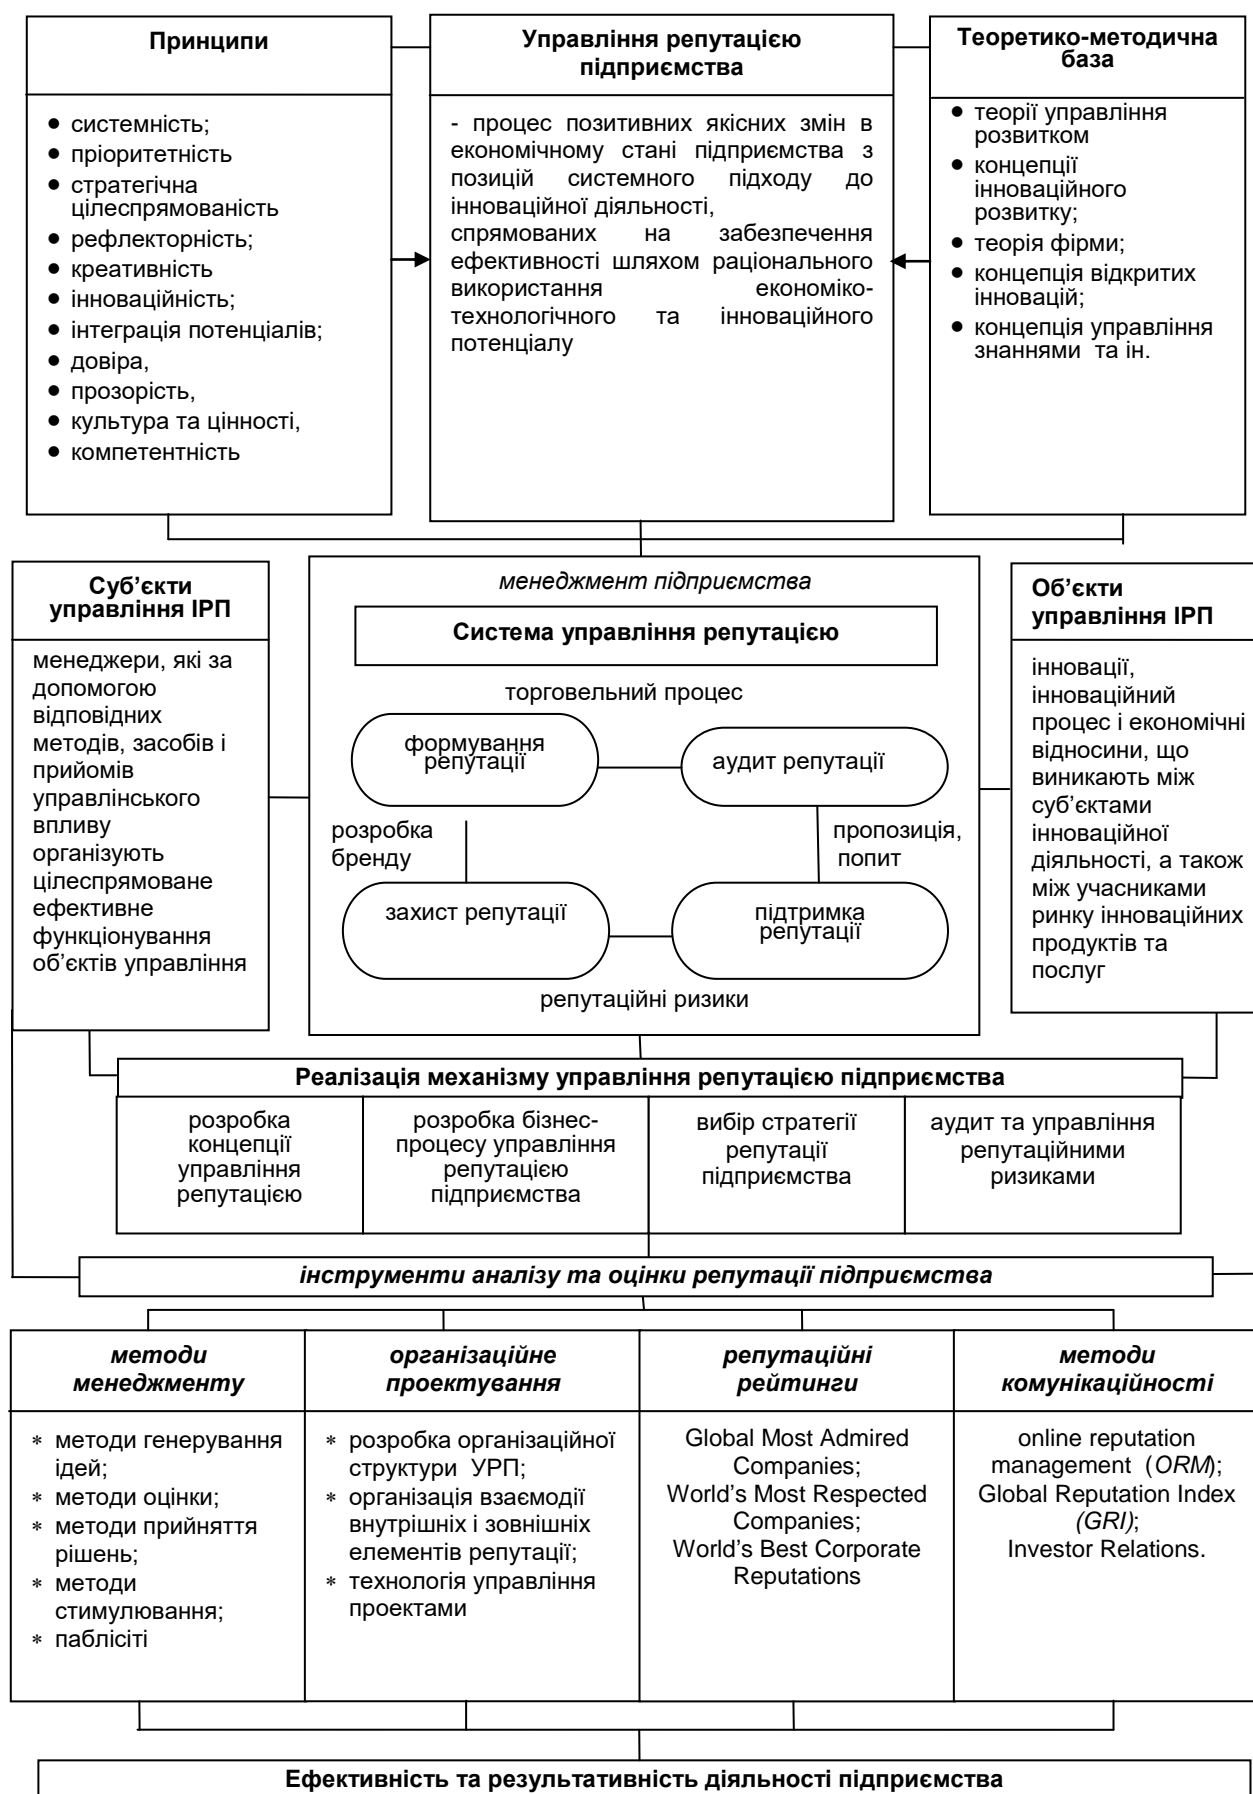 Принципи
• системність;
• пріоритетність
• стратегічна
цілеспрямованість
• рефлекторність;
• креативність
• інноваційність;
• інтеграція потенціалів;
• довіра,
• прозорість,
• культура та цінності,
• компетентність
Управління репутацією
підприємства
- процес позитивних якісних змін в
економічному стані підприємства з
позицій системного підходу до
інноваційної діяльності,
спрямованих на забезпечення
ефективності шляхом раціонального
використання економіко-
технологічного та інноваційного
потенціалу
Теоретико-методична
база
• теорії управління
розвитком
• концепції
інноваційного
розвитку;
• теорія фірми;
• концепція відкритих
інновацій;
• концепція управління
знаннями та ін.
Суб’єкти
управління ІРП
менеджери, які за
допомогою
відповідних
методів, засобів і
прийомів
управлінського
впливу
організують
цілеспрямоване
ефективне
функціонування
об’єктів управління
менеджмент підприємства
Система управління репутацією
торговельний процес
формування
репутації
аудит репутації
розробка
бренду
пропозиція,
попит
захист репутації
підтримка
репутації
репутаційні ризики
Об’єкти
управління ІРП
інновації,
інноваційний
процес і економічні
відносини, що
виникають між
суб’єктами
інноваційної
діяльності, а також
між учасниками
ринку інноваційних
продуктів та
послуг
Реалізація механізму управління репутацією підприємства
розробка
концепції
управління
репутацією
розробка бізнес-
процесу управління
репутацією
підприємства
вибір стратегії
репутації
підприємства
аудит та управління
репутаційними
ризиками
інструменти аналізу та оцінки репутації підприємства
методи
менеджменту
* методи генерування
ідей;
* методи оцінки;
* методи прийняття
рішень;
* методи
стимулювання;
* паблісіті
організаційне
проектування
* розробка організаційної
структури УРП;
* організація взаємодії
внутрішніх і зовнішніх
елементів репутації;
* технологія управління
проектами
репутаційні
рейтинги
Global Most Admired
Companies;
World’s Most Respected
Companies;
World’s Best Corporate
Reputations
методи
комунікаційності
online reputation
management (ORM);
Global Reputation Index
(GRI);
Investor Relations.
Ефективність та результативність діяльності підприємства